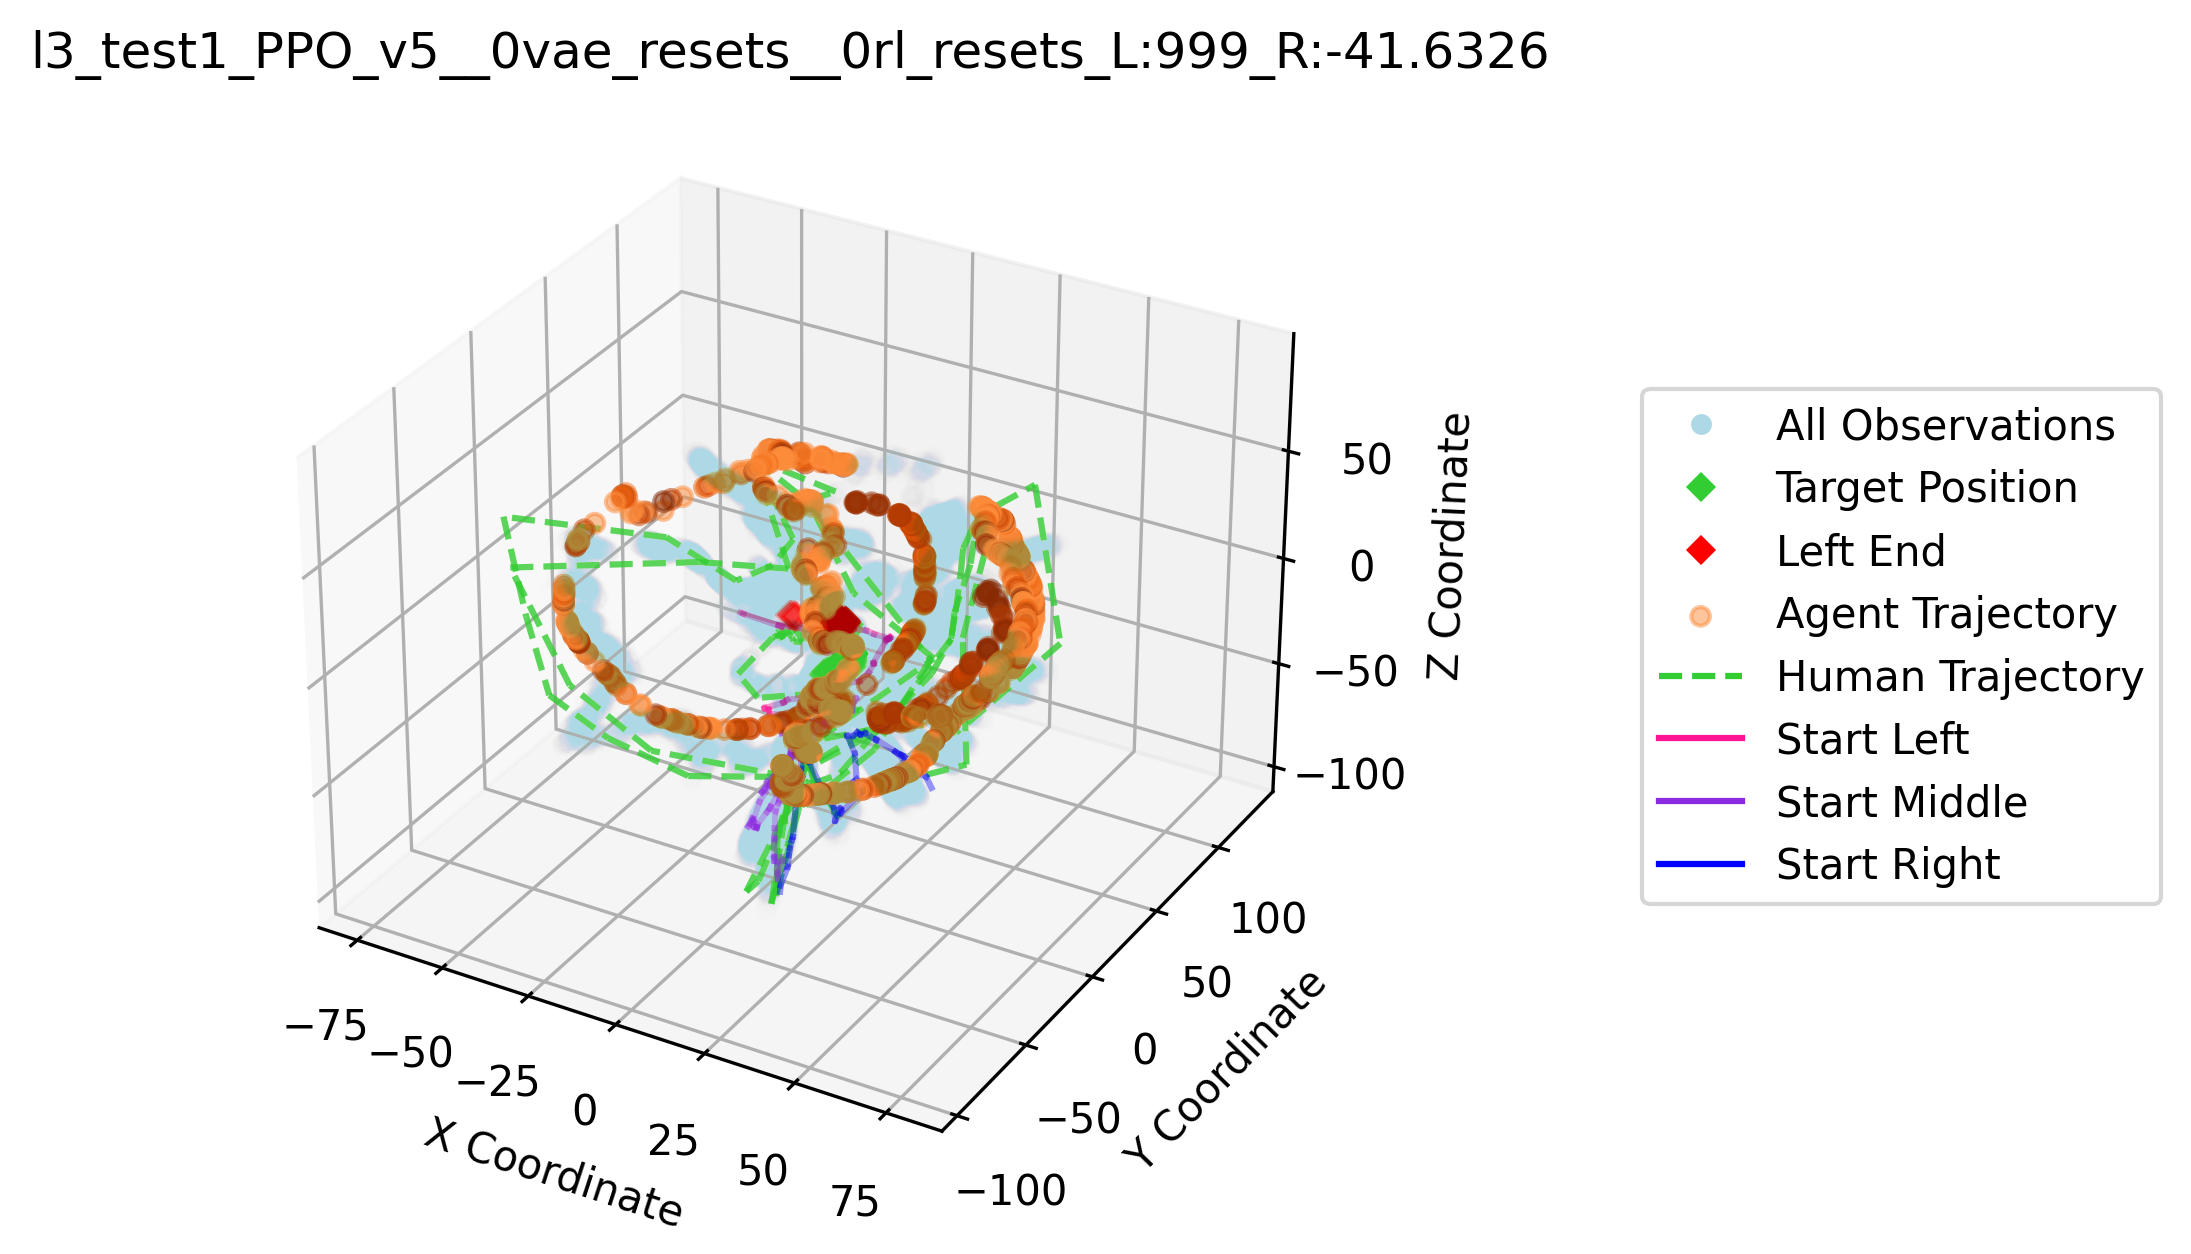 l3_test1_PPO_v5__0vae_resets__0rl_resets_L:999_R:-41.6326
50
0
−50
−100
Z Coordinate
100
50
0
−50
−100
Y Coordinate
−75
−50
−25
0
25
50
75
X Coordinate
All Observations
Target Position
Left End
Agent Trajectory
Human Trajectory
Start Left
Start Middle
Start Right